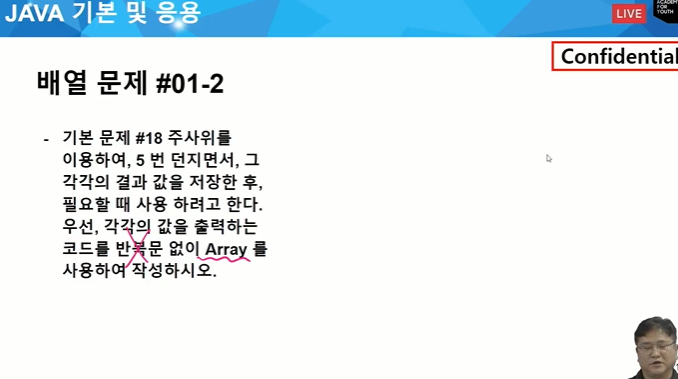 JAVA 기본 및 응용
LIVE
ACADEMY
FOR
YOUTH
Confidential
배열 문제 #01-2
- 기본 문제 #18 주사위를
이용하여, 5 번 던지면서, 그
각각의 결과 값을 저장한 후,
필요할 때 사용 하려고 한다.
우선, 각각의 값을 출력하는
코드를 반복문 없이 Array 를
사용하여 작성하시오.